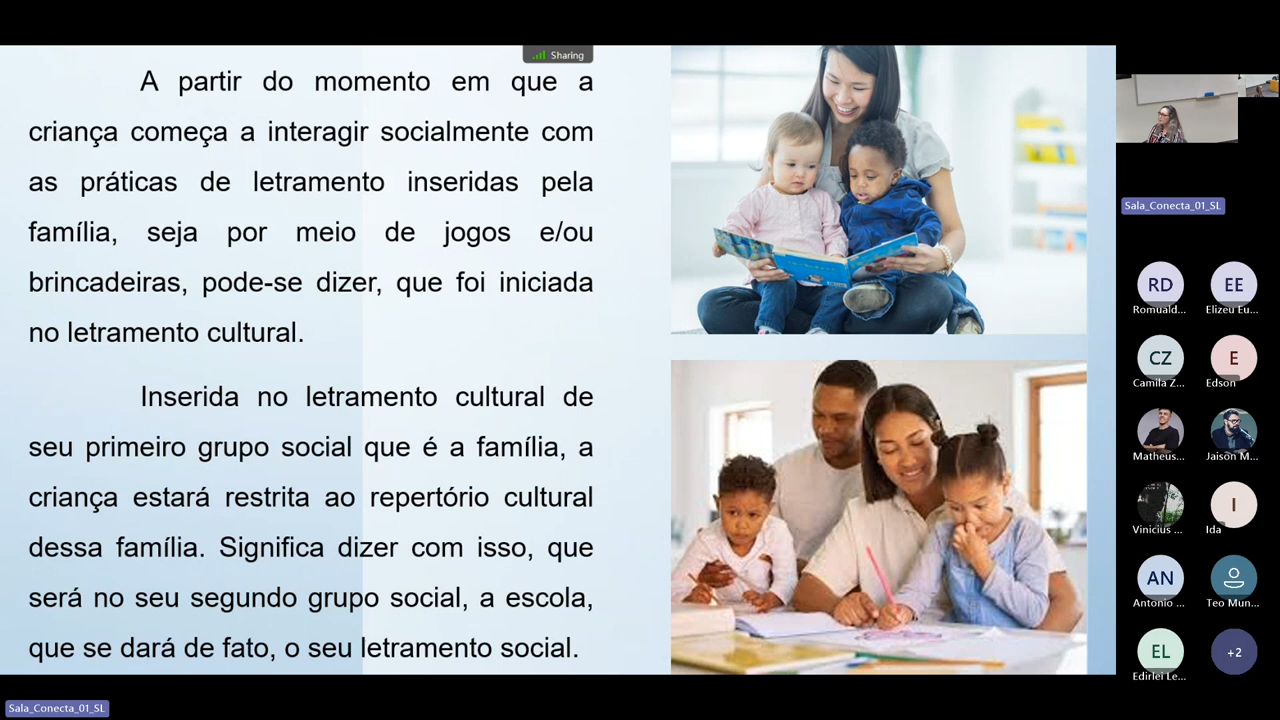 Sharing
A partir do momento em que a
criança começa a interagir socialmente com
as práticas de letramento inseridas pela
família, seja por meio de jogos e/ou
brincadeiras, pode-se dizer, que foi iniciada
no letramento cultural.
Inserida no letramento cultural de
seu primeiro grupo social que é a família, a
criança estará restrita ao repertório cultural
dessa família. Significa dizer com isso, que
será no seu segundo grupo social, a escola,
que se dará de fato, o seu letramento social.
Sala_Conecta_01_SL
RD
Romuald...
EE
Elizeu Eu...
CZ
Camila Z...
E
Edson
Matheus...
Jaison M...
Vinicius ...
I
Ida
AN
Antonio ...
Teo Mun...
EL
Edirlei Le...
+2
Sala_Conecta_01_SL